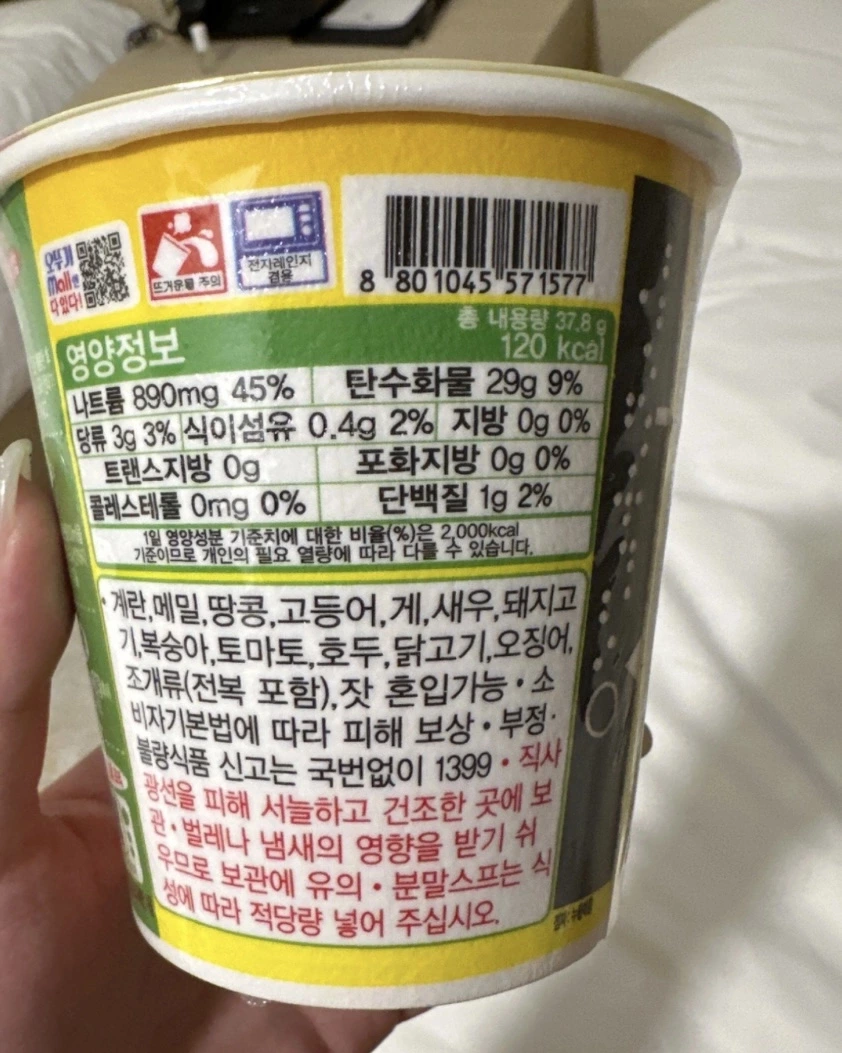 오뚜기
mall에
다 있다!
뜨거운물 주의
전자레인지
겸용
8 801045 571577
영양정보
총 내용량 37.8 g
120 kcal
나트륨 890mg 45% 탄수화물 29g 9%
당류 3g 3% 식이섬유 0.4g 2% 지방 0g 0%
트랜스지방 0g 포화지방 0g 0%
콜레스테롤 0mg 0% 단백질 1g 2%
1일 영양성분 기준치에 대한 비율(%)은 2,000kcal
기준이므로 개인의 필요 열량에 따라 다를 수 있습니다.
•계란,메밀,땅콩,고등어,게,새우,돼지고
기,복숭아,토마토,호두,닭고기,오징어,
조개류(전복 포함),잣 혼입가능 • 소
비자기본법에 따라 피해 보상 • 부정·
불량식품 신고는 국번없이 1399 • 직사
광선을 피해 서늘하고 건조한 곳에 보
관 • 벌레나 냄새의 영향을 받기 쉬
우므로 보관에 유의 • 분말스프는 식
성에 따라 적당량 넣어 주십시오.